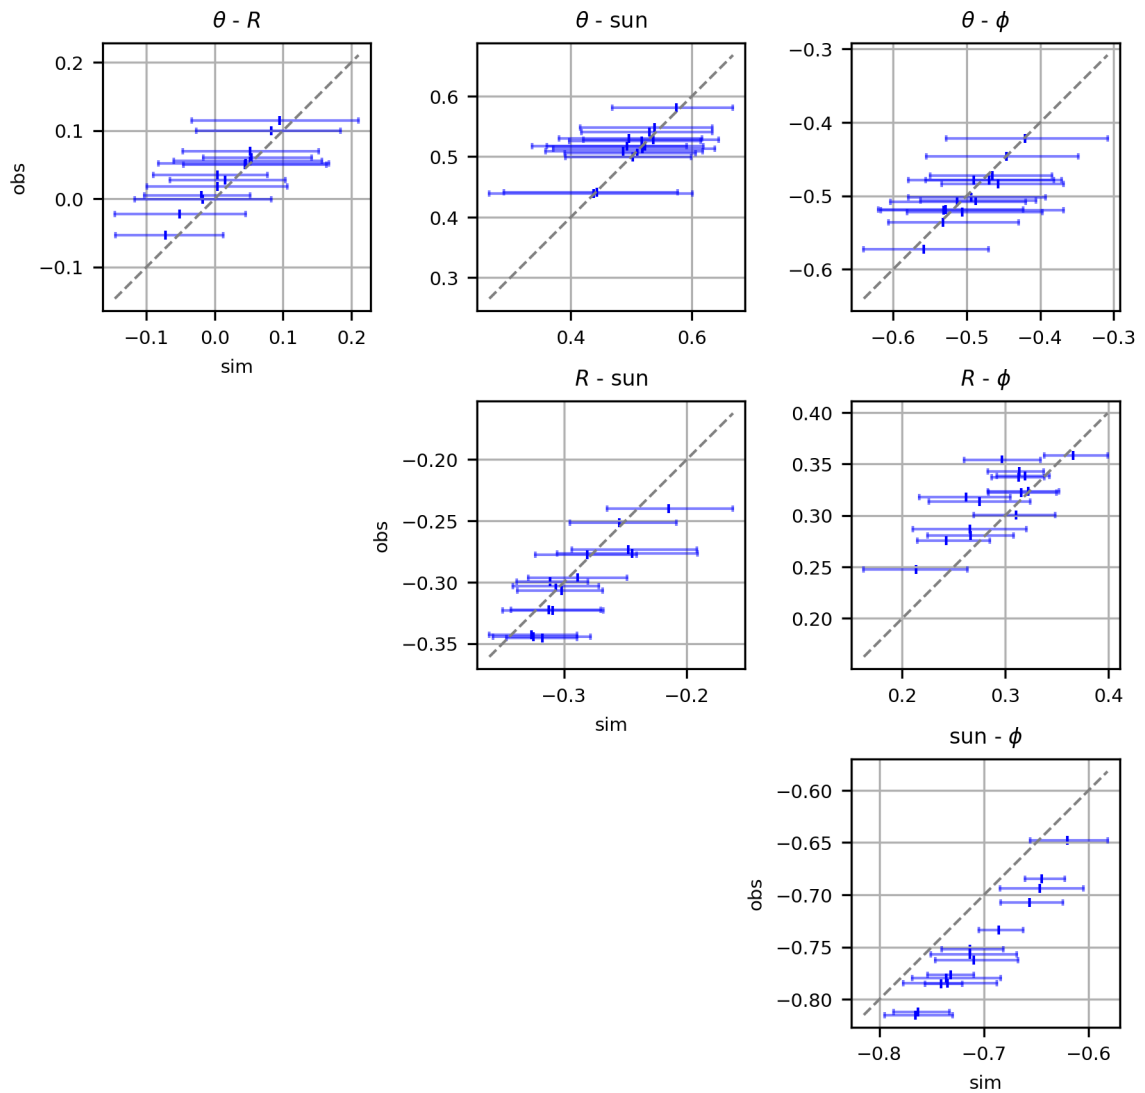 θ - R
θ - sun
θ - ϕ
0.2
0.1
0.0
−0.1
obs
−0.1 0.0 0.1 0.2
sim
0.6
0.5
0.4
0.3
0.4 0.6
−0.3
−0.4
−0.5
−0.6
−0.6 −0.5 −0.4 −0.3
R - sun
R - ϕ
−0.20
−0.25
−0.30
−0.35
obs
−0.3 −0.2
sim
0.40
0.35
0.30
0.25
0.20
0.2 0.3 0.4
sun - ϕ
−0.60
−0.65
−0.70
−0.75
−0.80
obs
−0.8 −0.7 −0.6
sim